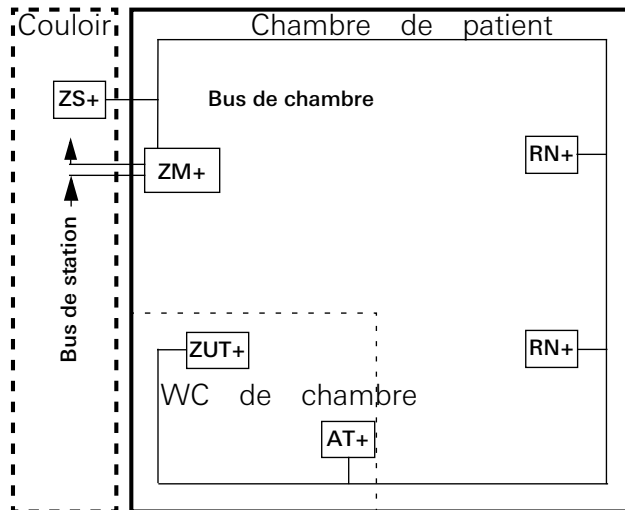 Couloir
Chambre de patient
ZS+
Bus de chambre
ZM+
RN+
Bus de station
ZUT+
RN+
WC de chambre
AT+